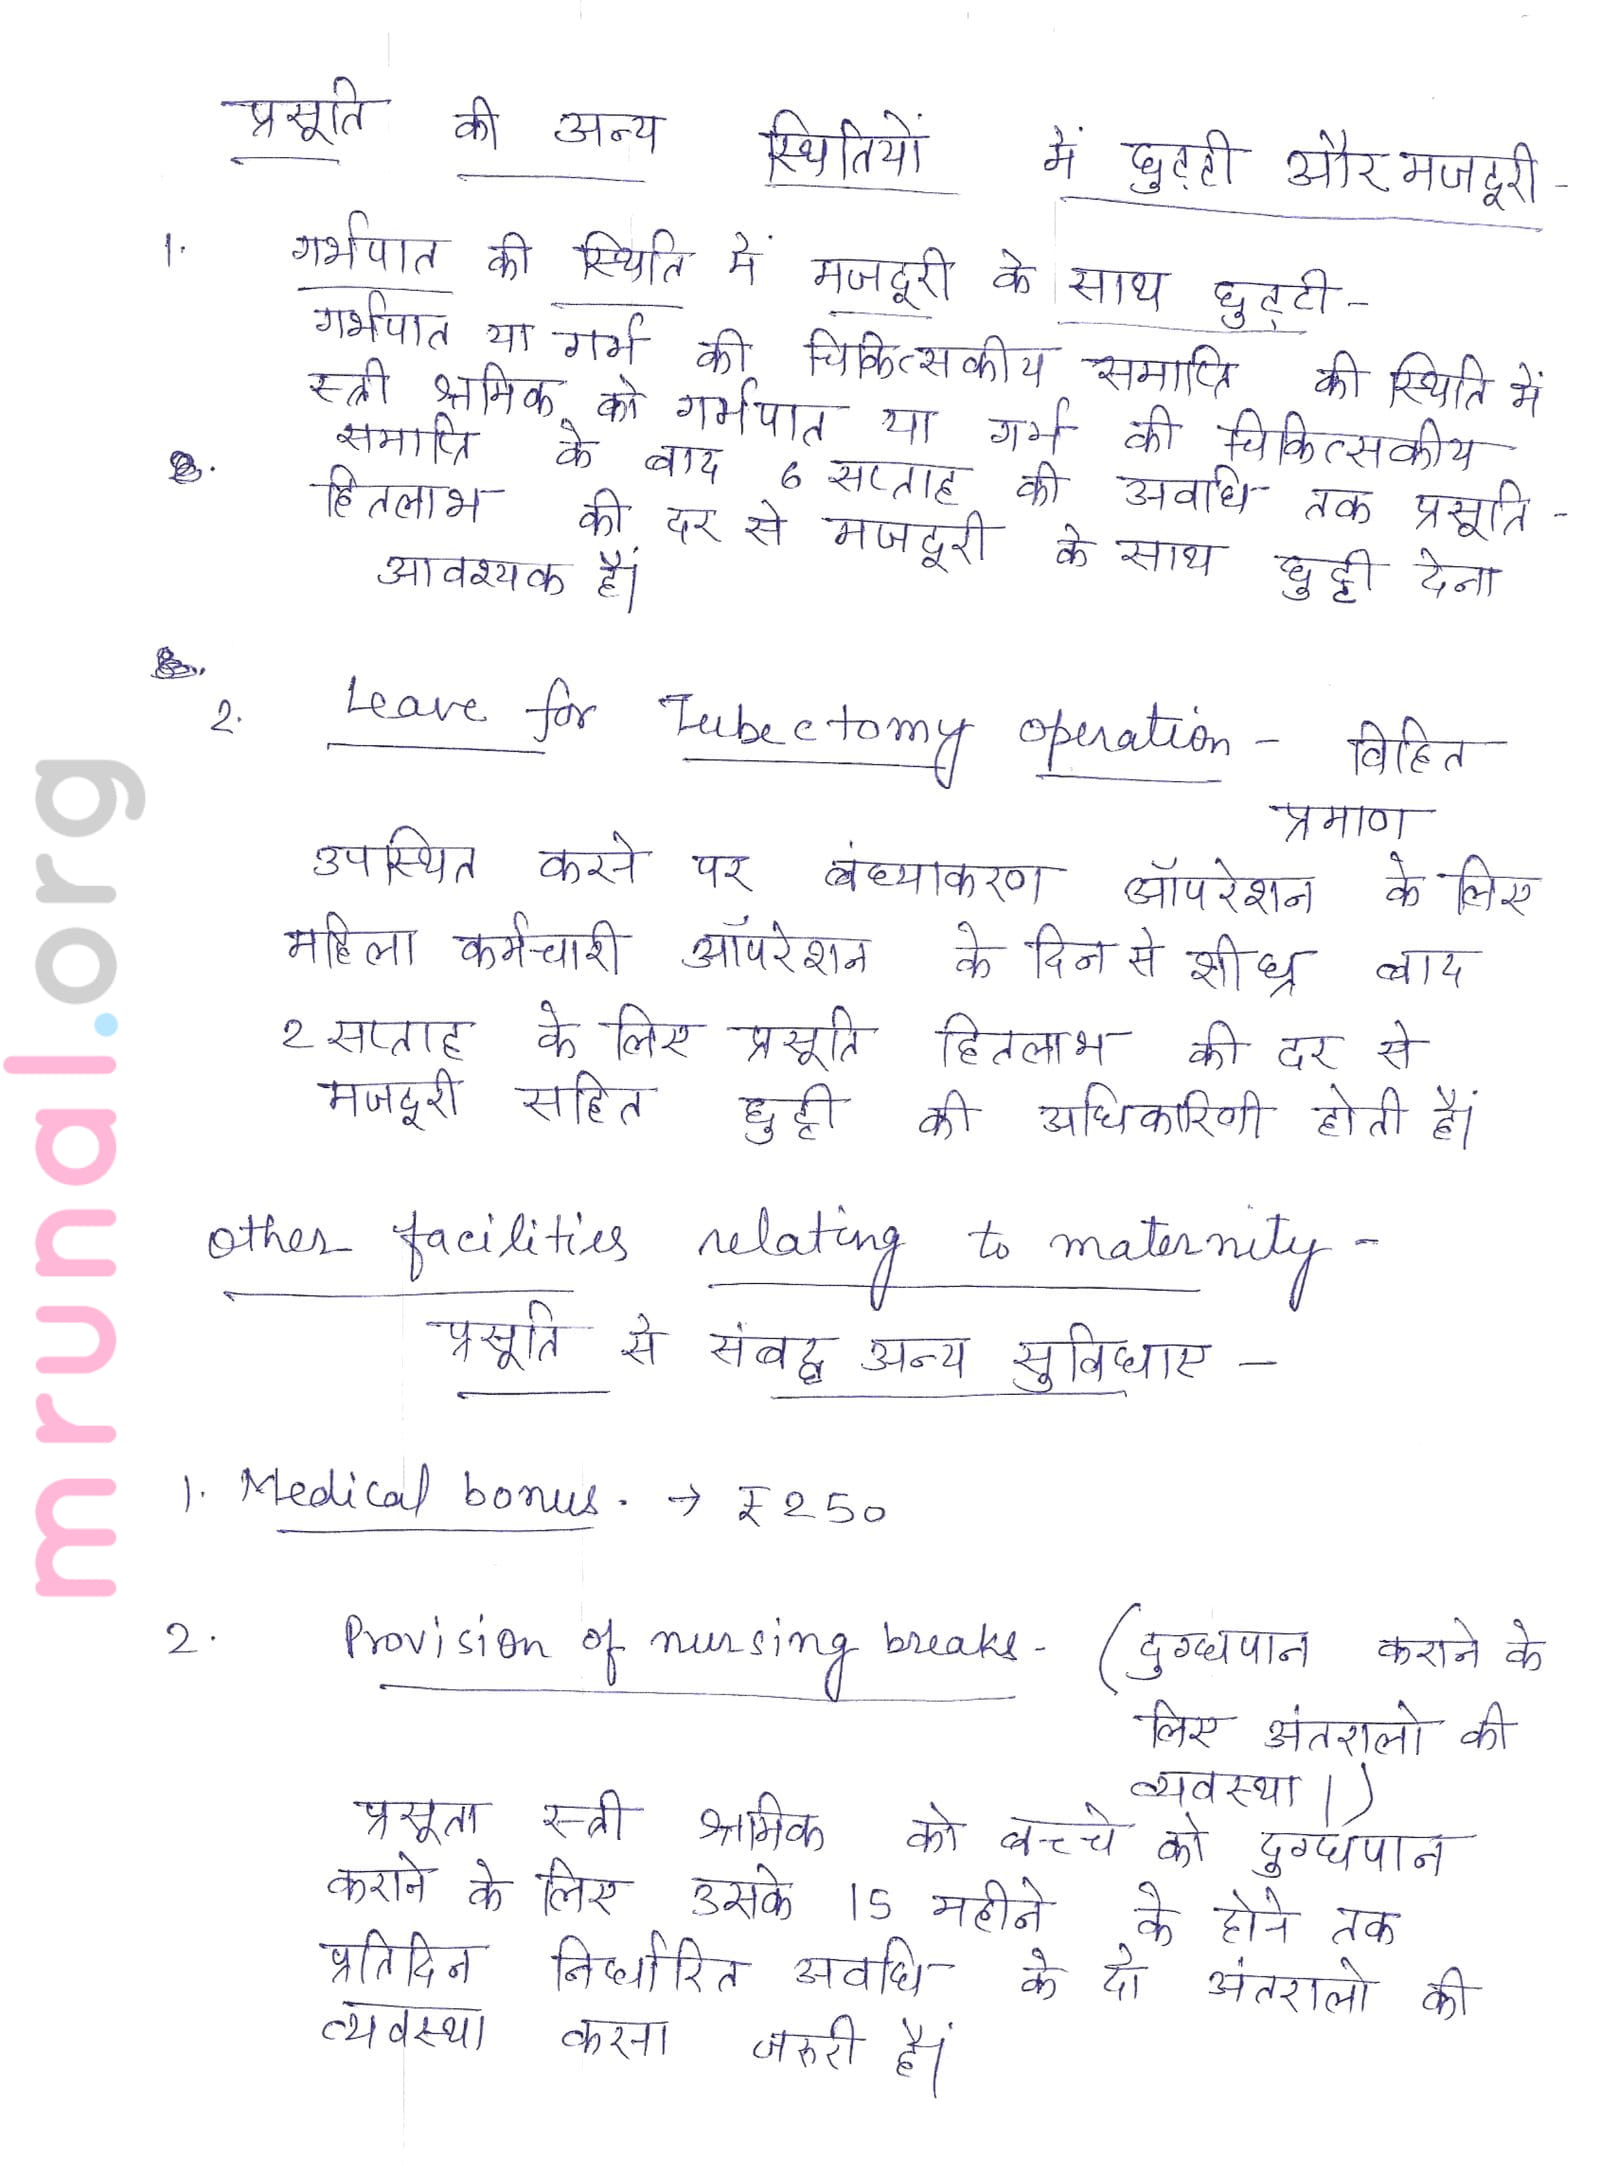 प्रसूति की अन्य स्थितियों में छुट्टी और मजदूरी -
1. गर्भपात की स्थिति में मजदूरी के साथ छुट्टी -
गर्भपात या गर्भ की चिकित्सकीय समाप्ति की स्थिति में
स्त्री श्रमिक को गर्भपात या गर्भ की चिकित्सकीय
समाप्ति के बाद 6 सप्ताह की अवधि तक प्रसूति -
हितलाभ की दर से मजदूरी के साथ छुट्टी देना
आवश्यक है।
2. Leave for Tubectomy operation - विहित
प्रमाण
उपस्थित करने पर बंध्याकरण ऑपरेशन के लिए
महिला कर्मचारी ऑपरेशन के दिन से शीघ्र बाद
2 सप्ताह के लिए प्रसूति हितलाभ की दर से
मजदूरी सहित छुट्टी की अधिकारिणी होती है।
other facilities relating to maternity -
प्रसूति से संबद्ध अन्य सुविधाए -
1. Medical bonus. → ₹250
2. Provision of nursing breaks - (दुग्धपान कराने के
लिए अंतरालो की
व्यवस्था।)
प्रसूता स्त्री श्रमिक को बच्चे को दुग्धपान
कराने के लिए उसके 15 महीने के होने तक
प्रतिदिन निर्धारित अवधि के दो अंतरालो की
व्यवस्था करना जरूरी है।
mrunal.org